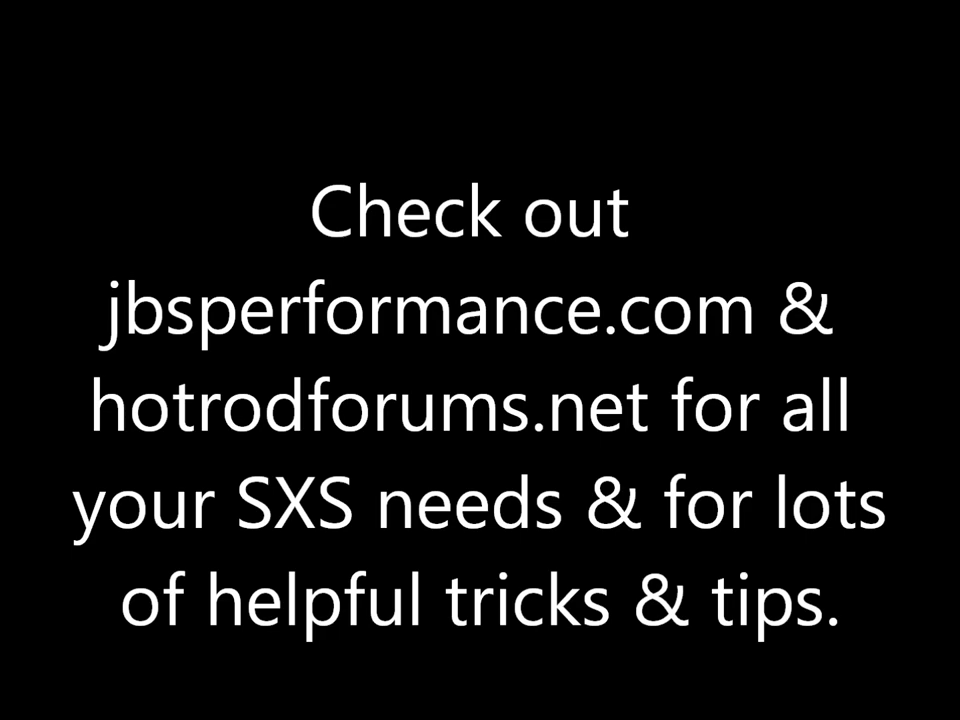 Check out
jbsperformance.com &
hotrodforums.net for all
your SXS needs & for lots
of helpful tricks & tips.